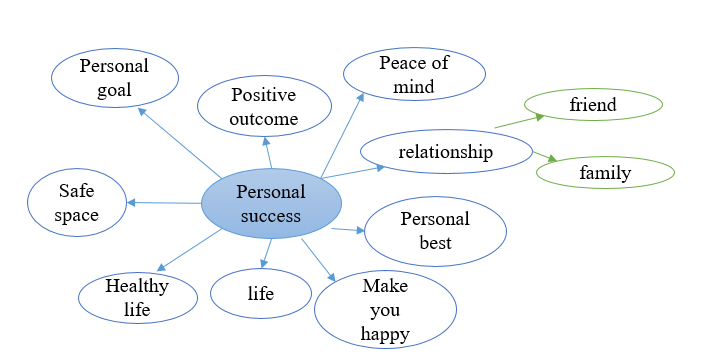 Personal
goal
Positive
outcome
Peace of
mind
friend
relationship
family
Safe
space
Personal
success
Personal
best
Healthy
life
life
Make
you
happy